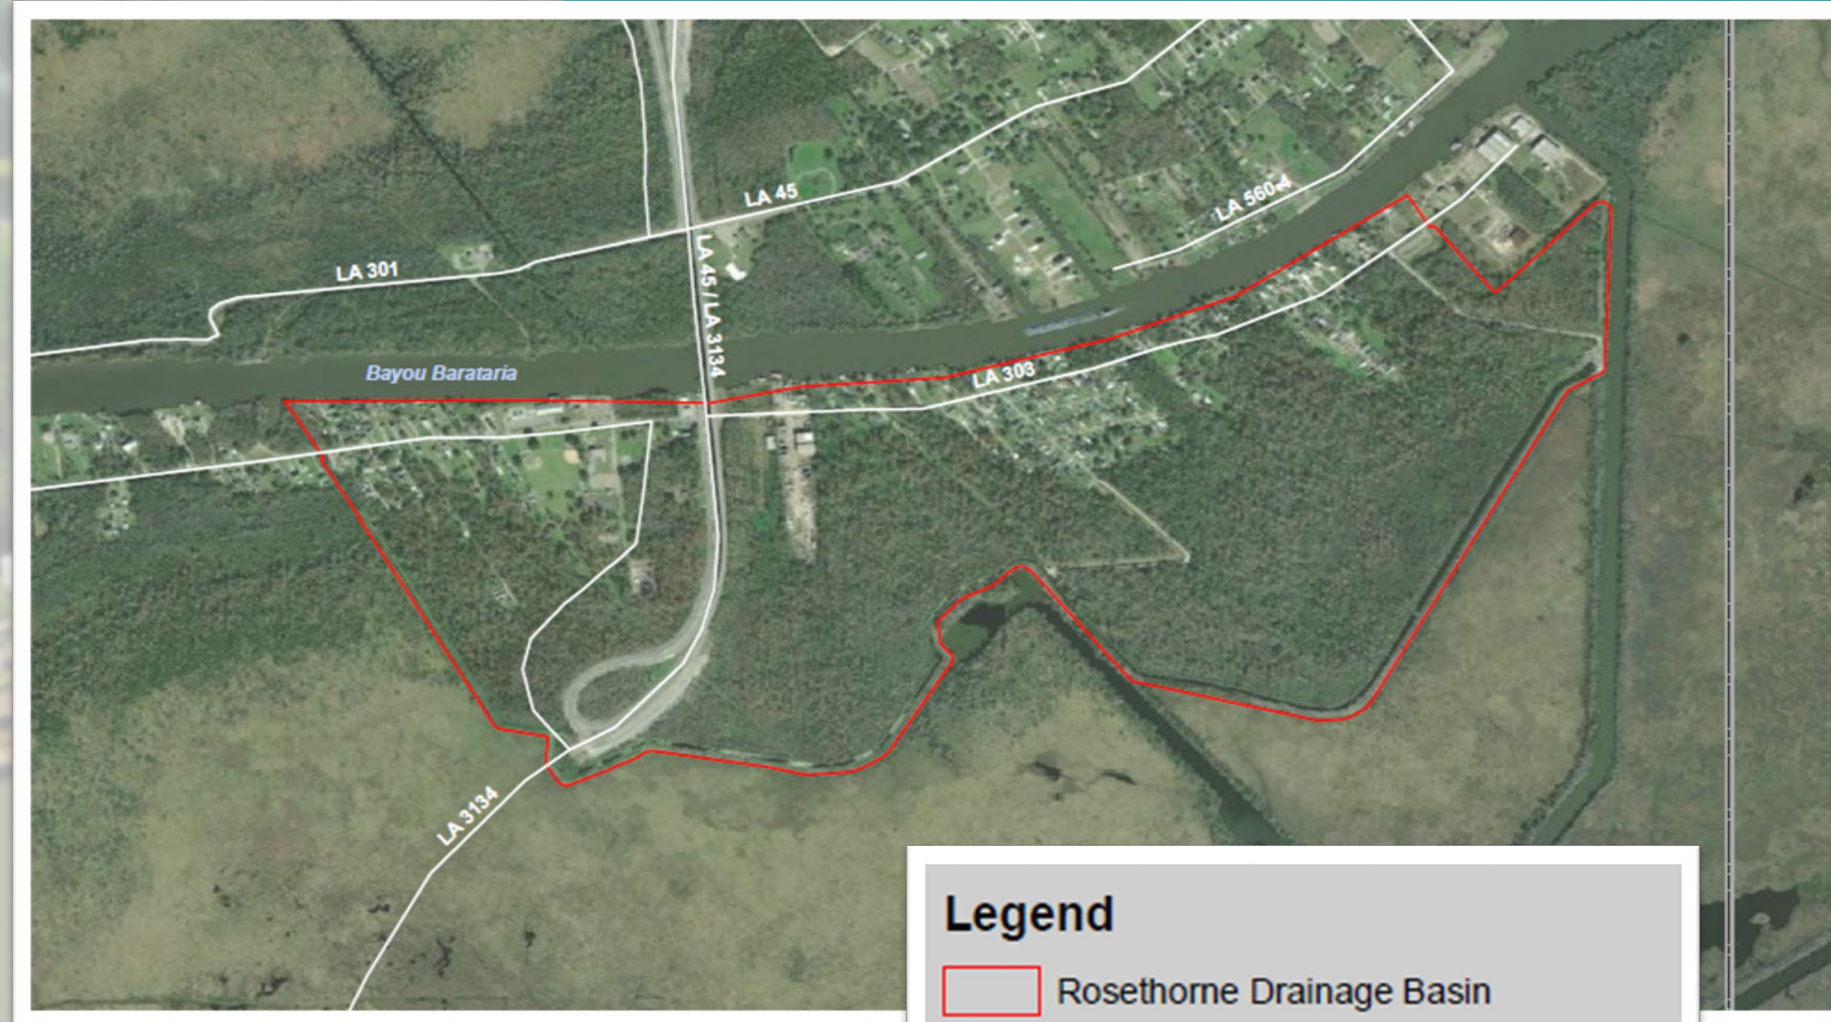 LA 45
LA 560-4
LA 301
LA 45 / LA 3134
Bayou Barataria
LA 303
LA 3134
Legend
Rosethorne Drainage Basin